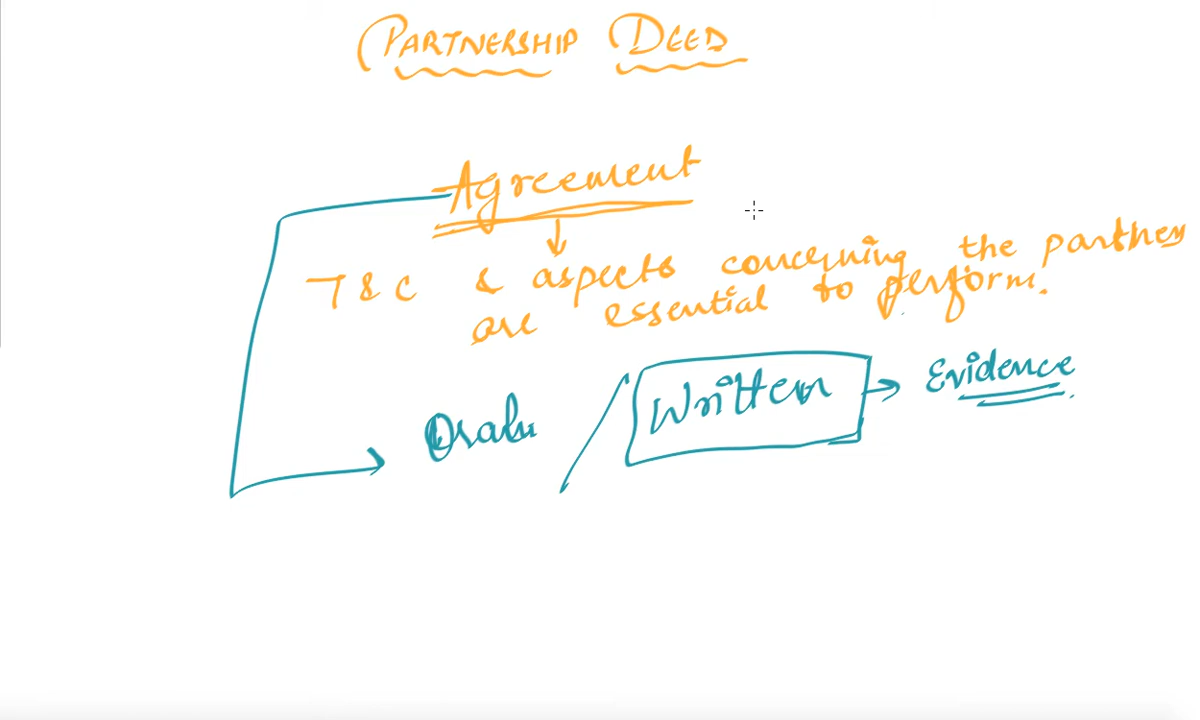 PARTNERSHIP DEED
Agreement
T & C & aspects concerning the partners
are essential to perform.
Oral / Written → Evidence